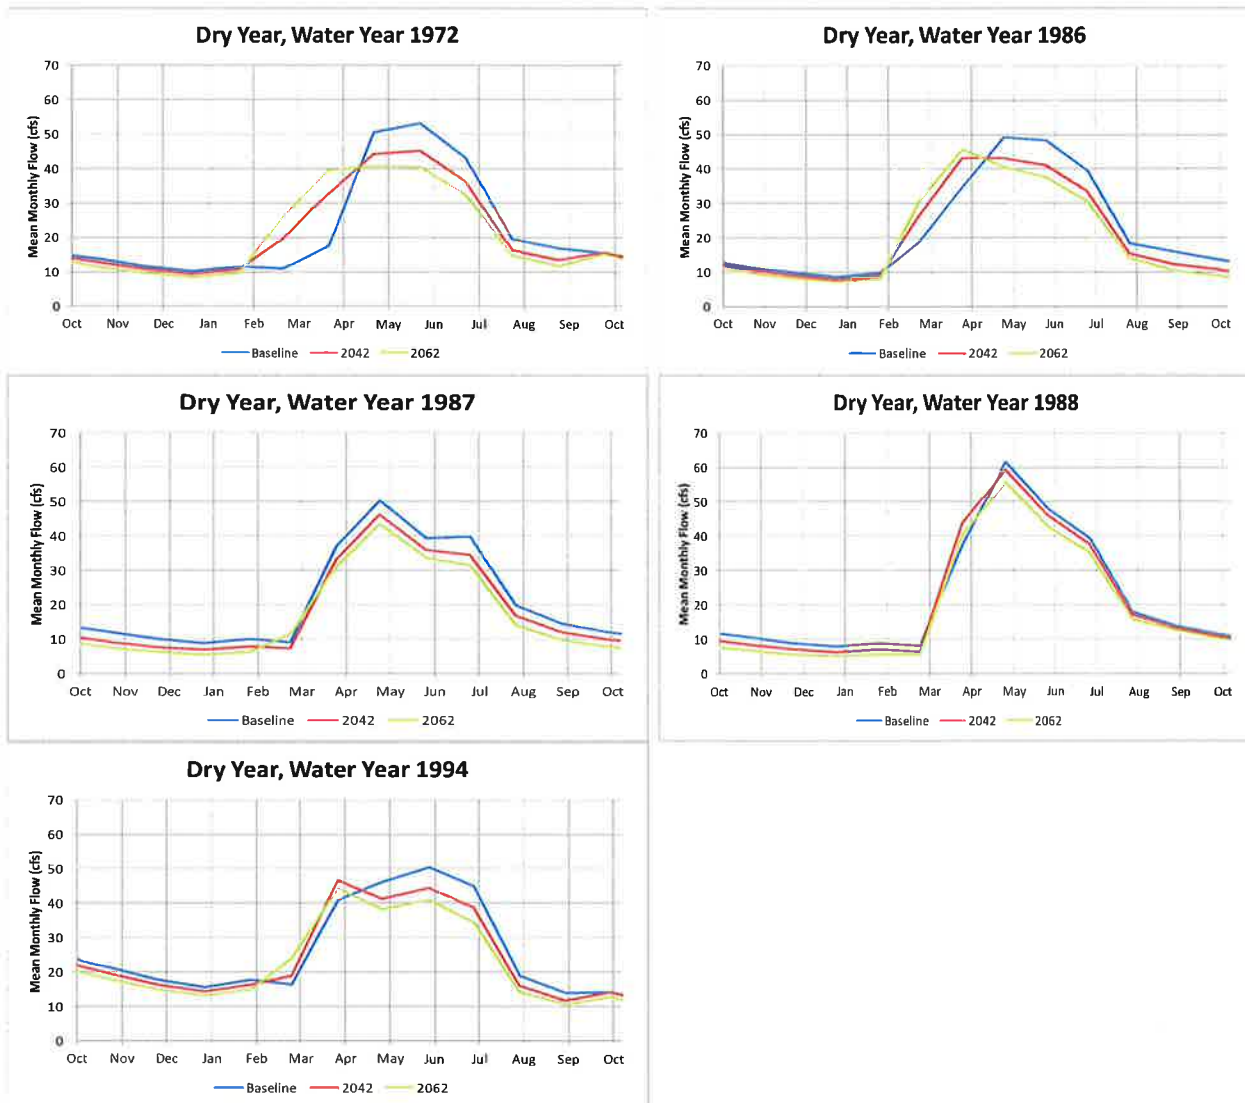 Dry Year, Water Year 1972
Mean Monthly Flow (cfs)
70
60
50
40
30
20
10
0
Oct Nov Dec Jan Feb Mar Apr May Jun Jul Aug Sep Oct
Baseline 2042 2062
Dry Year, Water Year 1986
Mean Monthly Flow (cfs)
70
60
50
40
30
20
10
0
Oct Nov Dec Jan Feb Mar Apr May Jun Jul Aug Sep Oct
Baseline 2042 2062
Dry Year, Water Year 1987
Mean Monthly Flow (cfs)
70
60
50
40
30
20
10
0
Oct Nov Dec Jan Feb Mar Apr May Jun Jul Aug Sep Oct
Baseline 2042 2062
Dry Year, Water Year 1988
Mean Monthly Flow (cfs)
70
60
50
40
30
20
10
0
Oct Nov Dec Jan Feb Mar Apr May Jun Jul Aug Sep Oct
Baseline 2042 2062
Dry Year, Water Year 1994
Mean Monthly Flow (cfs)
70
60
50
40
30
20
10
0
Oct Nov Dec Jan Feb Mar Apr May Jun Jul Aug Sep Oct
Baseline 2042 2062